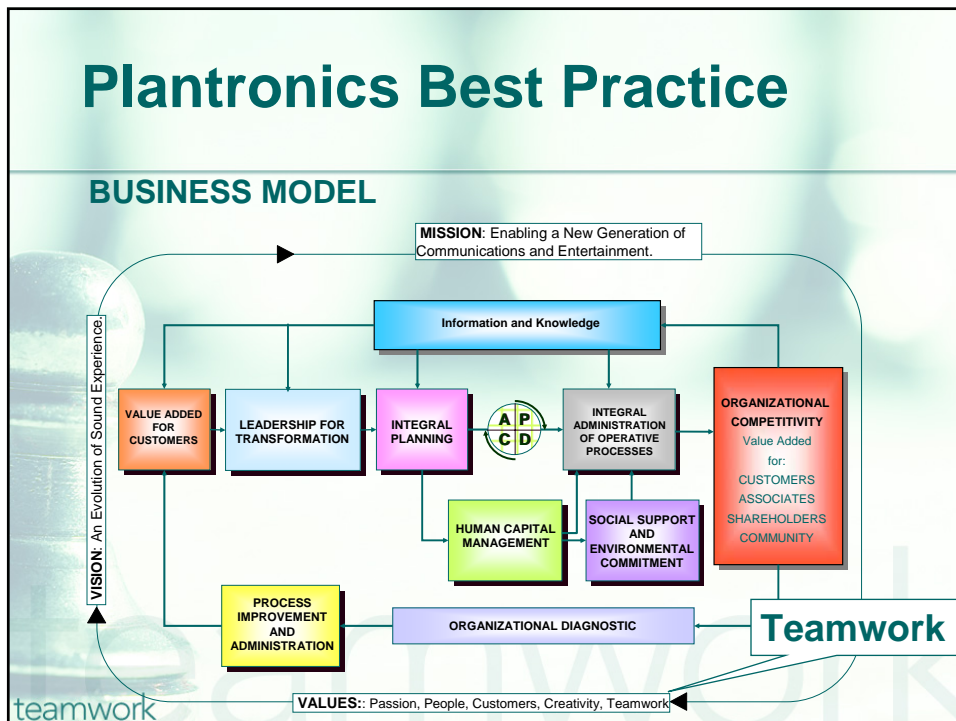 Plantronics Best Practice
BUSINESS MODEL
MISSION: Enabling a New Generation of
Communications and Entertainment.
VISION: An Evolution of Sound Experience.
Information and Knowledge
VALUE ADDED
FOR
CUSTOMERS
LEADERSHIP FOR
TRANSFORMATION
INTEGRAL
PLANNING
A P
C D
INTEGRAL
ADMINISTRATION
OF OPERATIVE
PROCESSES
ORGANIZATIONAL
COMPETITIVITY
Value Added
for:
CUSTOMERS
ASSOCIATES
SHAREHOLDERS
COMMUNITY
HUMAN CAPITAL
MANAGEMENT
SOCIAL SUPPORT
AND
ENVIRONMENTAL
COMMITMENT
PROCESS
IMPROVEMENT
AND
ADMINISTRATION
ORGANIZATIONAL DIAGNOSTIC
Teamwork
VALUES:: Passion, People, Customers, Creativity, Teamwork
teamwork
teamwork